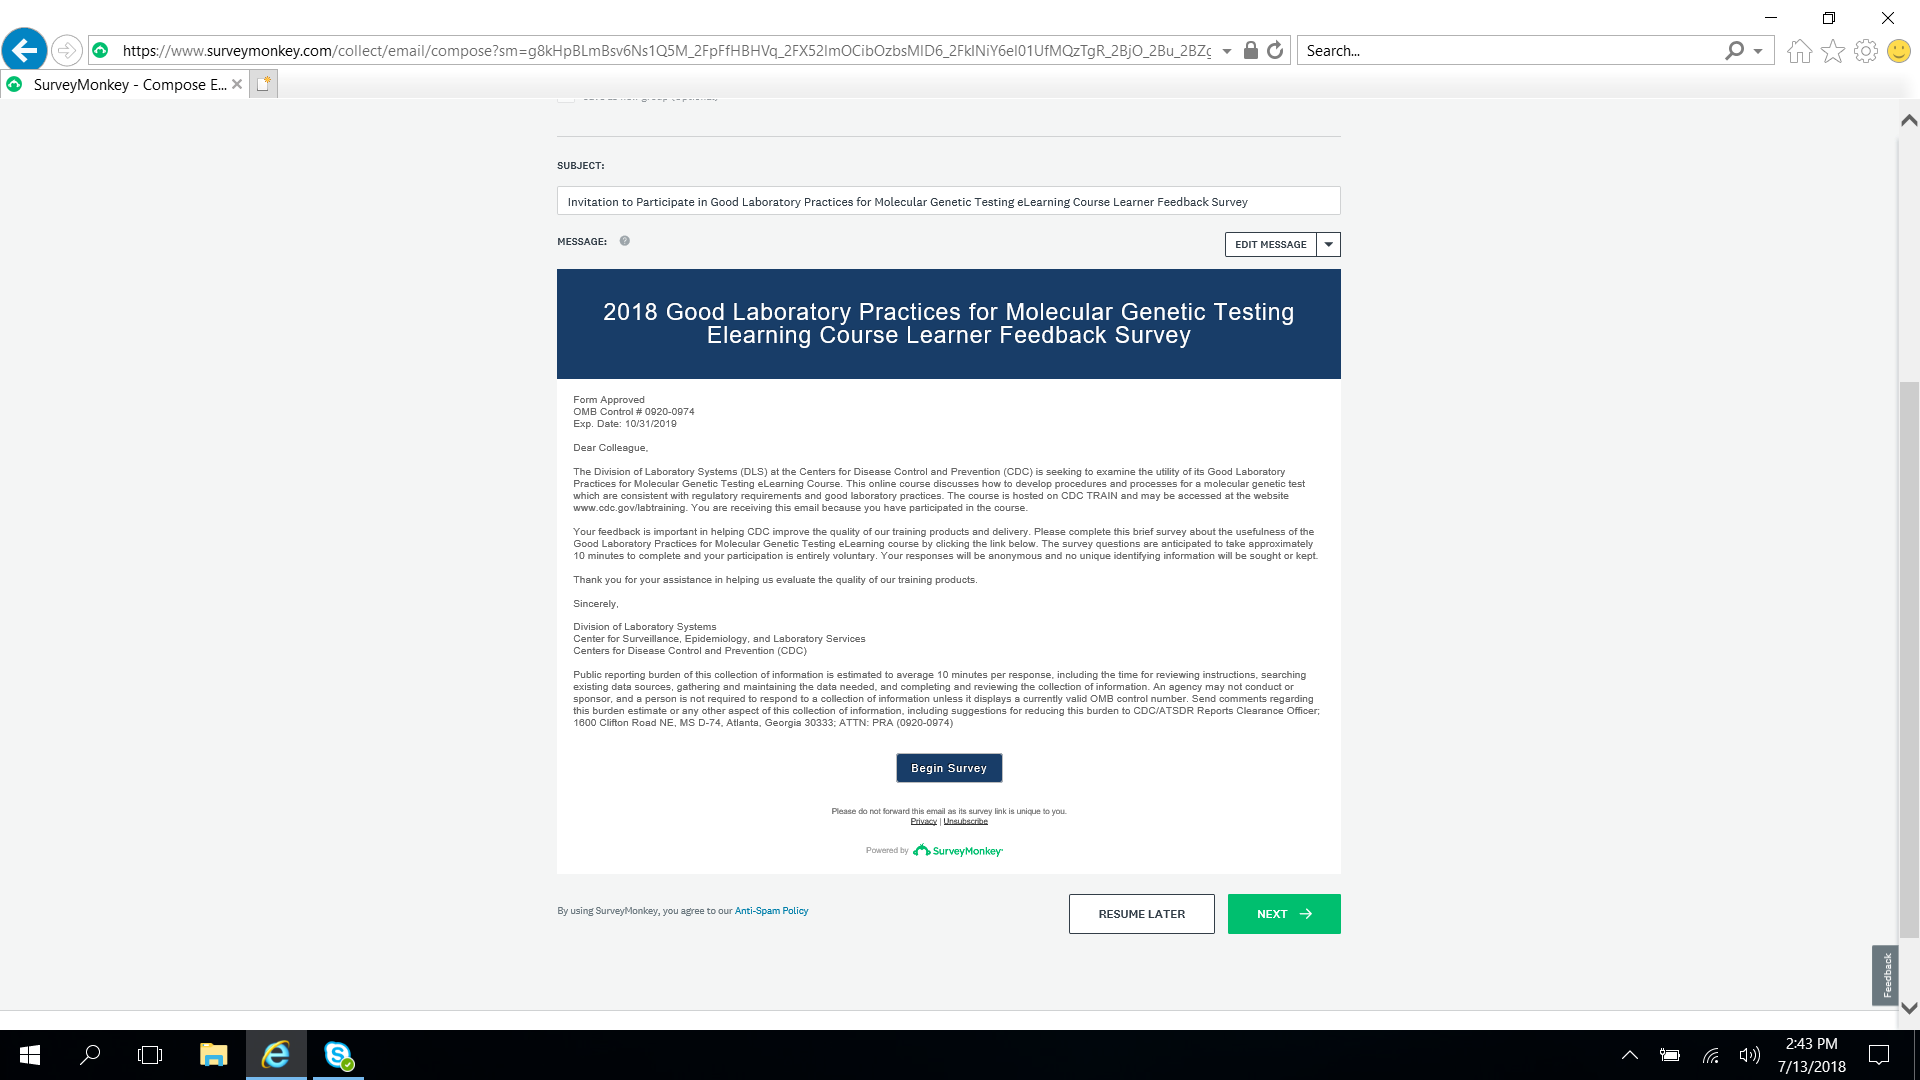 https://www.surveymonkey.com/collect/email/compose?sm=g8kHpBLmBsv6Ns1Q5M_2FpFfHBHVq_2FX52ImOCibOzbsMID6_2FkINiY6el01UfMQzTgR_2BjO_2Bu_2BZg
Search...
SurveyMonkey - Compose E...
SUBJECT:
Invitation to Participate in Good Laboratory Practices for Molecular Genetic Testing eLearning Course Learner Feedback Survey
MESSAGE:
EDIT MESSAGE
2018 Good Laboratory Practices for Molecular Genetic Testing
Elearning Course Learner Feedback Survey
Form Approved
OMB Control # 0920-0974
Exp. Date: 10/31/2019
Dear Colleague,
The Division of Laboratory Systems (DLS) at the Centers for Disease Control and Prevention (CDC) is seeking to examine the utility of its Good Laboratory
Practices for Molecular Genetic Testing eLearning Course. This online course discusses how to develop procedures and processes for a molecular genetic test
which are consistent with regulatory requirements and good laboratory practices. The course is hosted on CDC TRAIN and may be accessed at the website
www.cdc.gov/labtraining. You are receiving this email because you have participated in the course.
Your feedback is important in helping CDC improve the quality of our training products and delivery. Please complete this brief survey about the usefulness of the
Good Laboratory Practices for Molecular Genetic Testing eLearning course by clicking the link below. The survey questions are anticipated to take approximately
10 minutes to complete and your participation is entirely voluntary. Your responses will be anonymous and no unique identifying information will be sought or kept.
Thank you for your assistance in helping us evaluate the quality of our training products.
Sincerely,
Division of Laboratory Systems
Center for Surveillance, Epidemiology, and Laboratory Services
Centers for Disease Control and Prevention (CDC)
Public reporting burden of this collection of information is estimated to average 10 minutes per response, including the time for reviewing instructions, searching
existing data sources, gathering and maintaining the data needed, and completing and reviewing the collection of information. An agency may not conduct or
sponsor, and a person is not required to respond to a collection of information unless it displays a currently valid OMB control number. Send comments regarding
this burden estimate or any other aspect of this collection of information, including suggestions for reducing this burden to CDC/ATSDR Reports Clearance Officer;
1600 Clifton Road NE, MS D-74, Atlanta, Georgia 30333; ATTN: PRA (0920-0974)
Begin Survey
Please do not forward this email as its survey link is unique to you.
Privacy | Unsubscribe
Powered by SurveyMonkey
By using SurveyMonkey, you agree to our Anti-Spam Policy
RESUME LATER
NEXT
Feedback
2:43 PM
7/13/2018